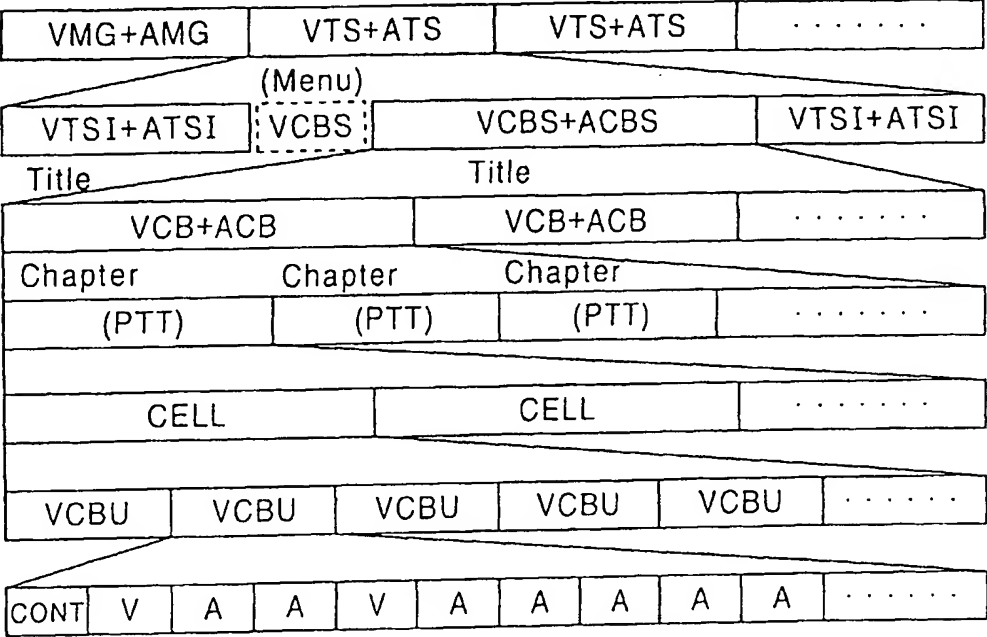 VMG+AMG VTS+ATS VTS+ATS .......
(Menu)
VTSI+ATSI VCBS VCBS+ACBS VTSI+ATSI
Title Title
VCB+ACB VCB+ACB .......
Chapter Chapter Chapter
(PTT) (PTT) (PTT) .......
CELL CELL .......
VCBU VCBU VCBU VCBU VCBU ......
CONT V A A V A A A A A ......